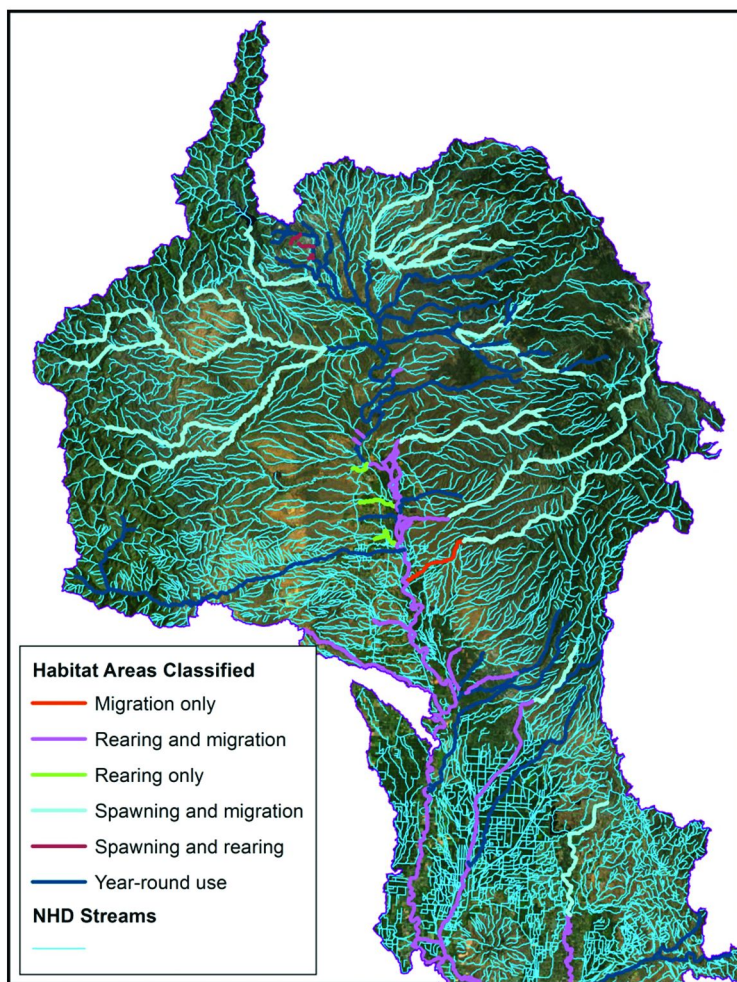 Habitat Areas Classified
Migration only
Rearing and migration
Rearing only
Spawning and migration
Spawning and rearing
Year-round use
NHD Streams